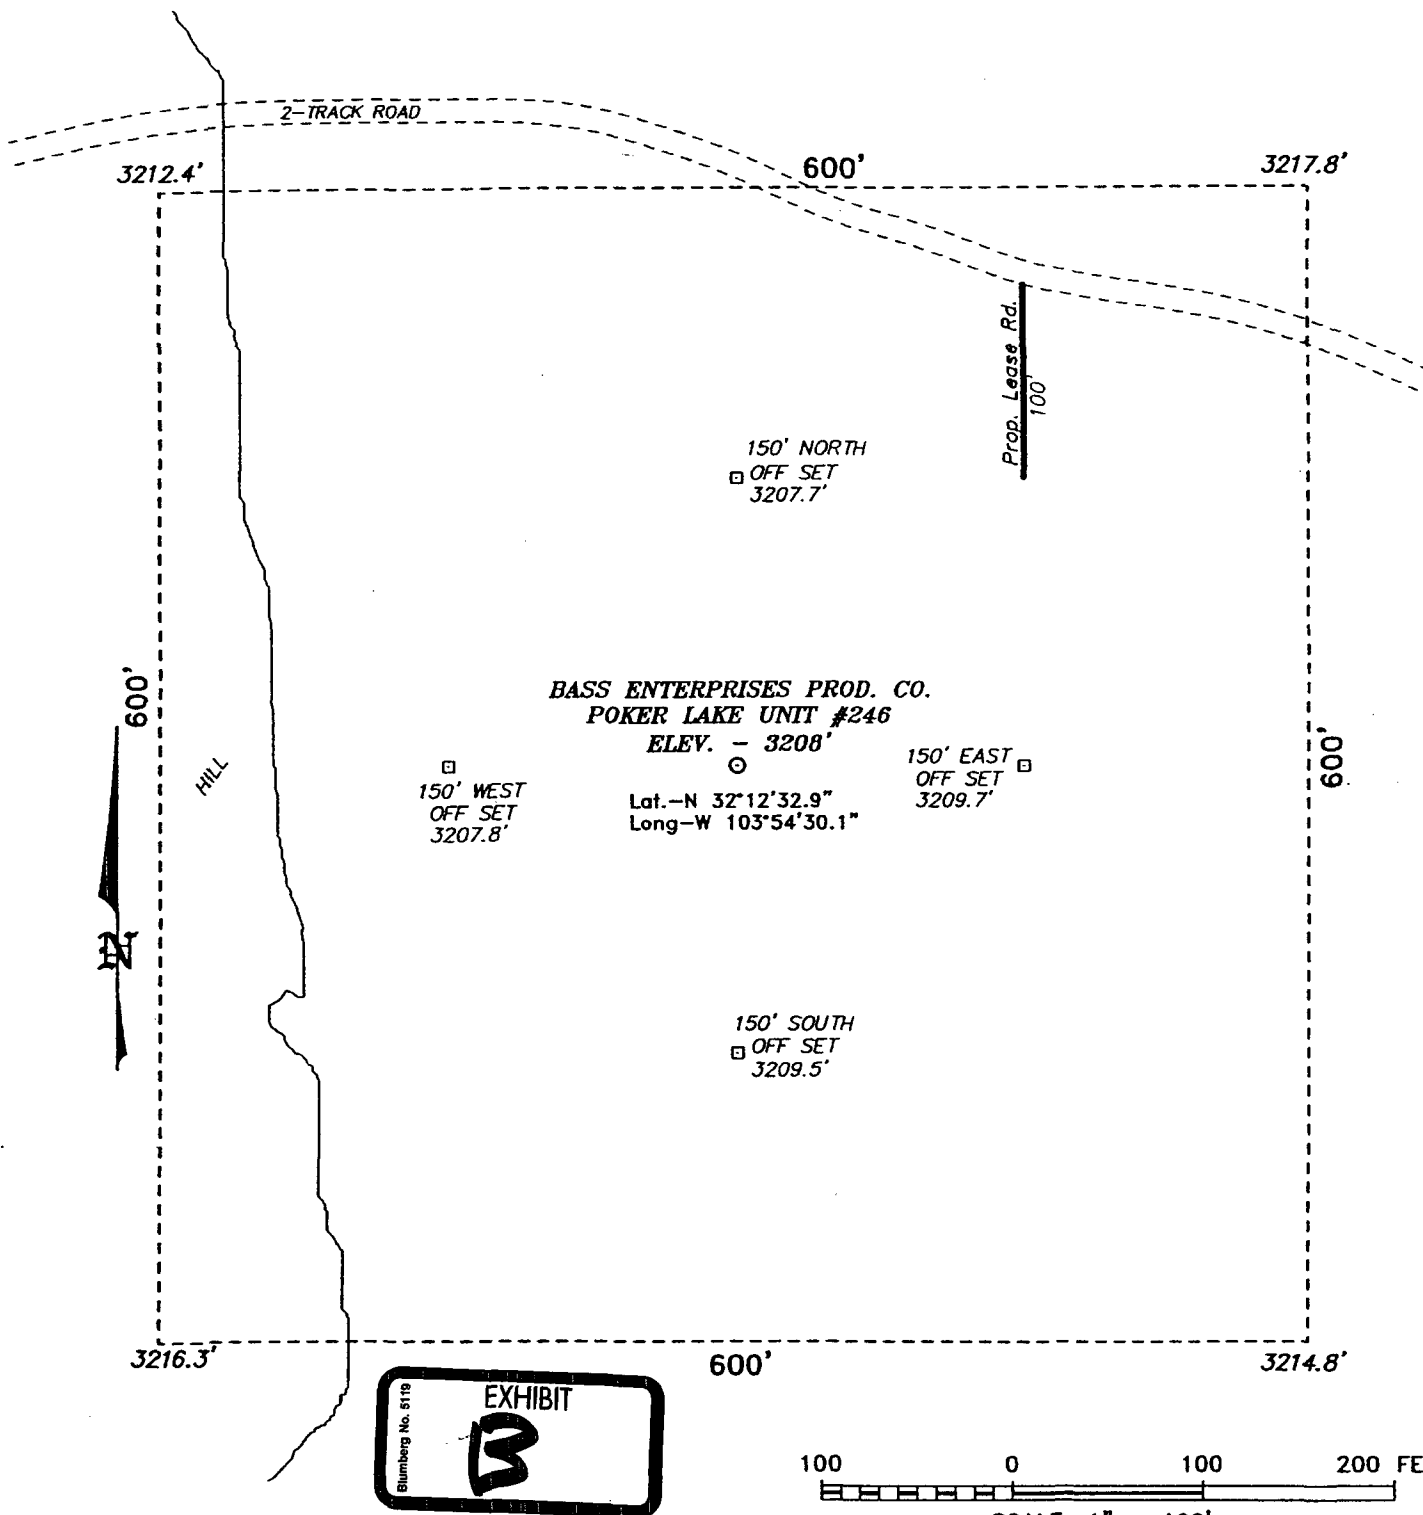 2-TRACK ROAD
3212.4'
600'
3217.8'
Prop. Lease Rd.
100'
150' NORTH
OFF SET
3207.7'
600'
BASS ENTERPRISES PROD. CO.
POKER LAKE UNIT #246
ELEV. - 3208'
Lat.-N 32°12'32.9"
Long-W 103°54'30.1"
HILL
150' WEST
OFF SET
3207.8'
150' EAST
OFF SET
3209.7'
600'
N
150' SOUTH
OFF SET
3209.5'
3216.3'
600'
3214.8'
Blumberg No. 5119
EXHIBIT
B
100 0 100 200 FE